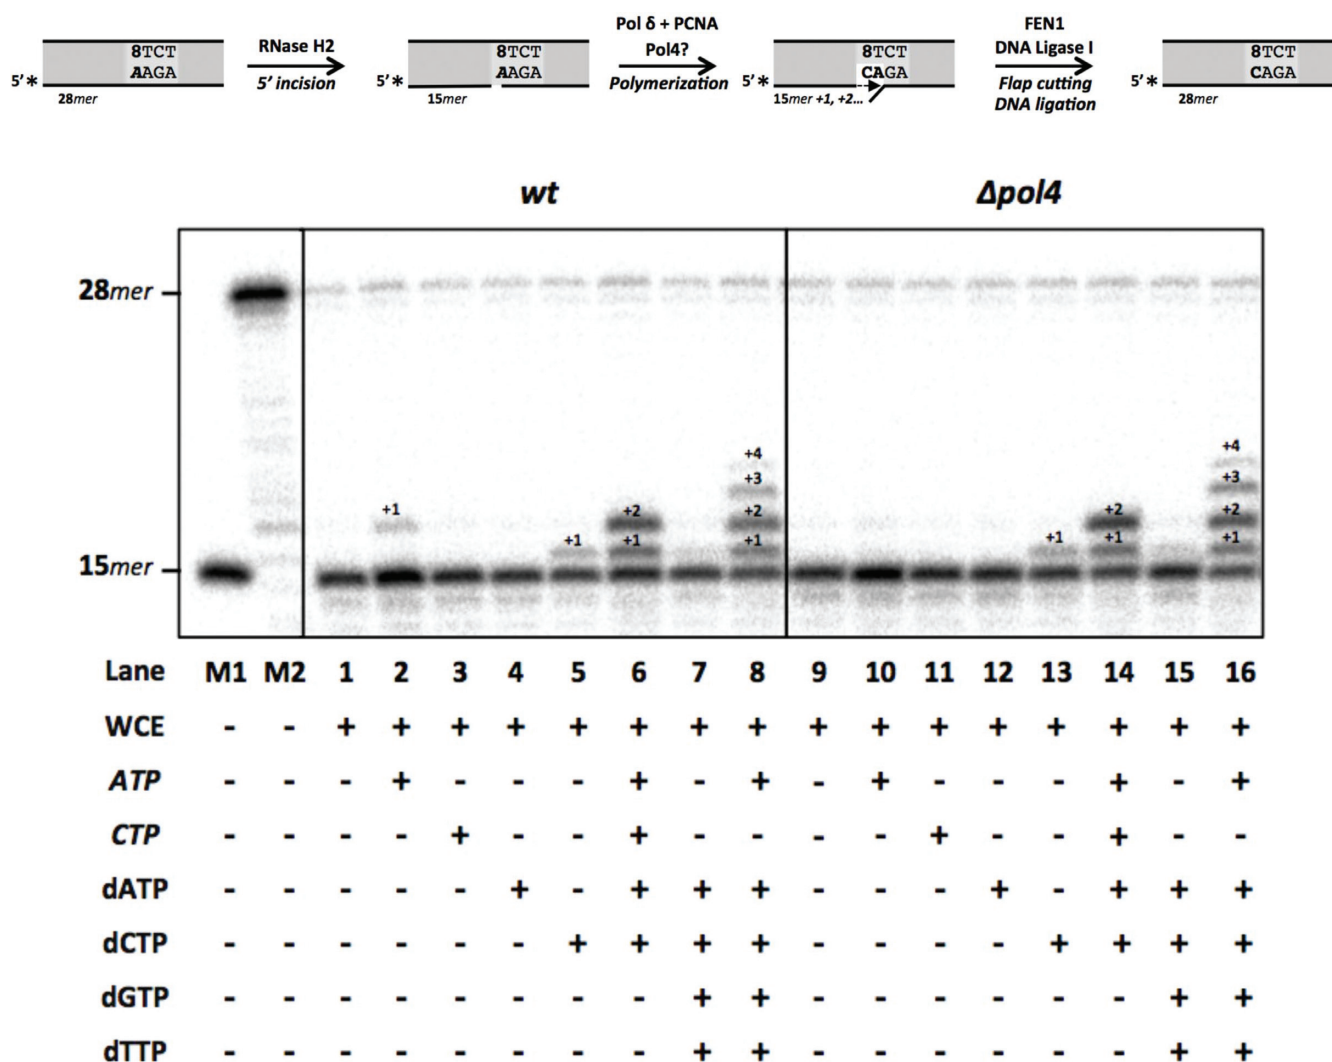 RNase H2
5' incision
Pol δ + PCNA
Pol4?
Polymerization
FEN1
DNA Ligase I
Flap cutting
DNA ligation
8TCT
AAGA
5' *
28mer
8TCT
AAGA
5' *
15mer
8TCT
CAGA
5' *
15mer +1, +2...
8TCT
CAGA
5' *
28mer
wt Δpol4
28mer
15mer
+1
+1
+2
+1
+4
+3
+2
+1
+1
+2
+1
+4
+3
+2
+1
Lane M1 M2 1 2 3 4 5 6 7 8 9 10 11 12 13 14 15 16
WCE - - + + + + + + + + + + + + + + + +
ATP - - - + - - - + - + - + - - - + - +
CTP - - - - + - - + - - - - + - - + - -
dATP - - - - - + - + + + - - - + - + + +
dCTP - - - - - - + + + + - - - - + + + +
dGTP - - - - - - - - + + - - - - - - + +
dTTP - - - - - - - - + + - - - - - - + +